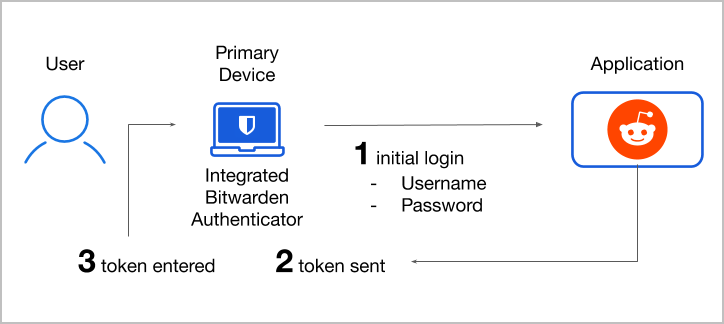 User
Primary
Device
Application
Integrated
Bitwarden
Authenticator
1 initial login
- Username
- Password
3 token entered
2 token sent